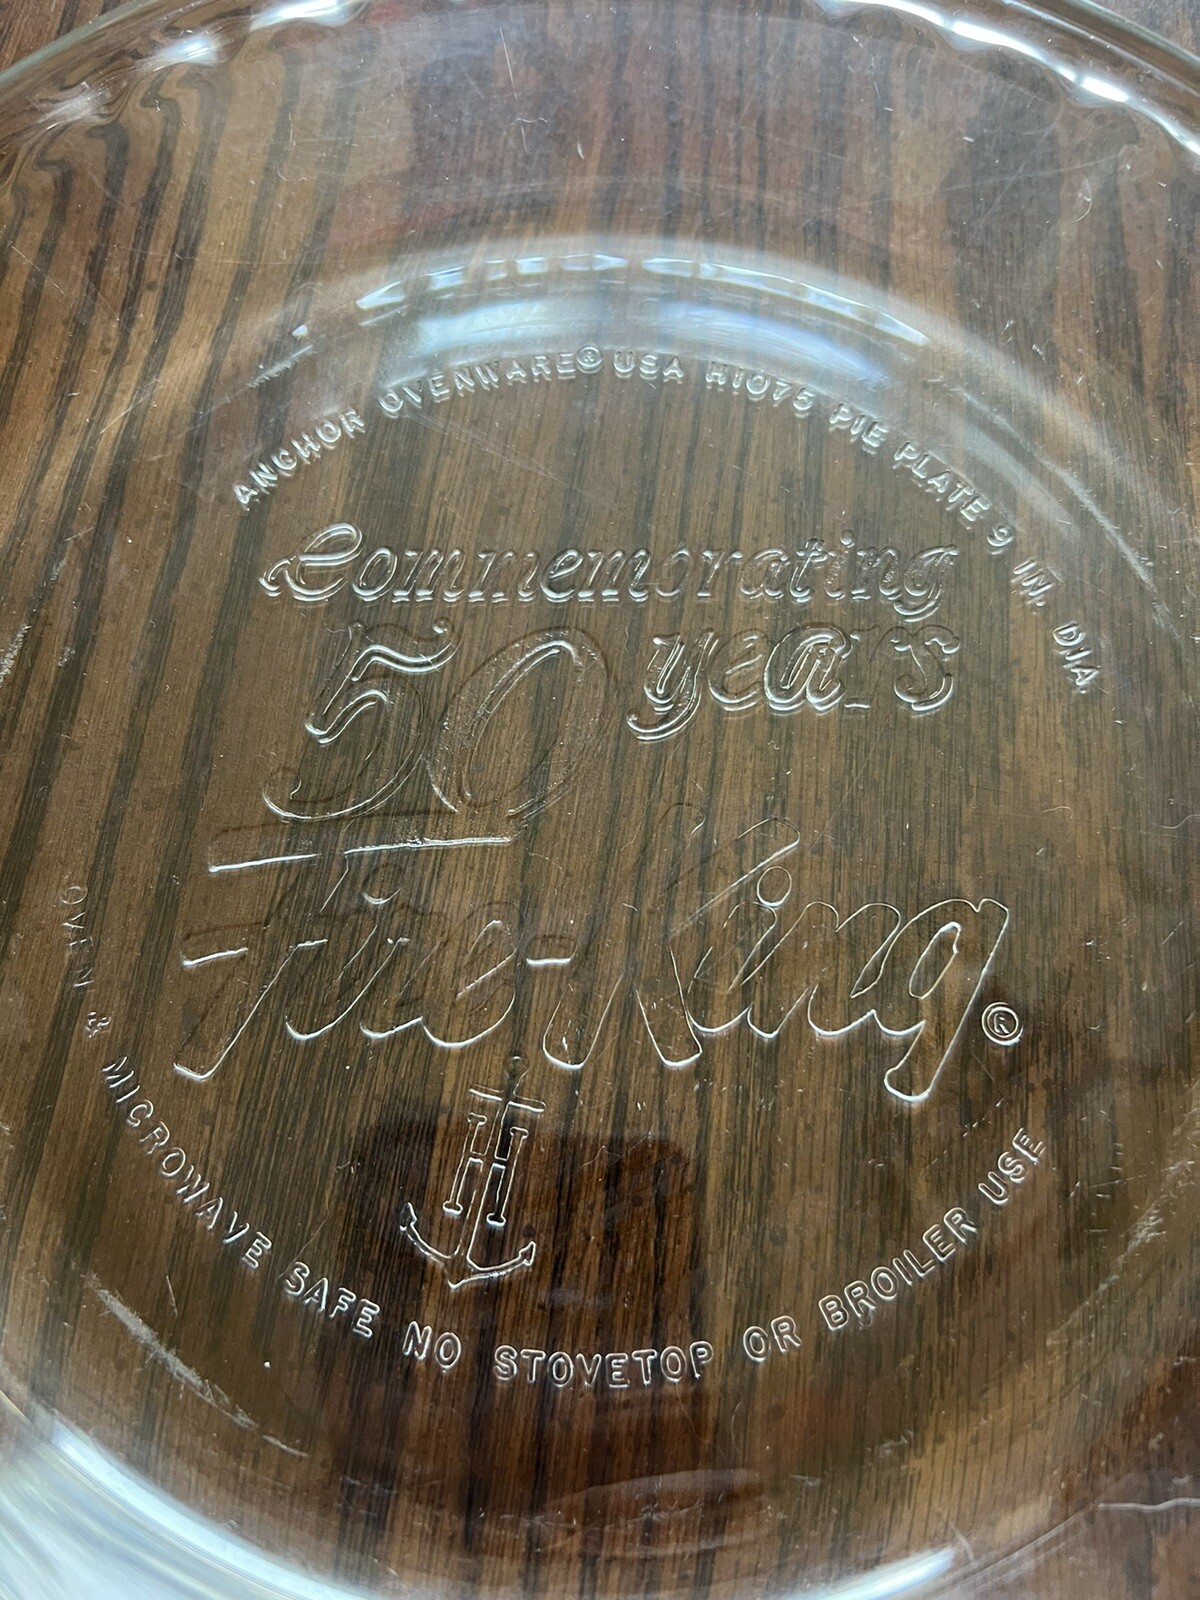 ANCHOR OVENWARE® USA H1075 PIE PLATE 9 IN. DIA.
Commemorating
50 years
Fire-King®
H
OVEN & MICROWAVE SAFE NO STOVETOP OR BROILER USE